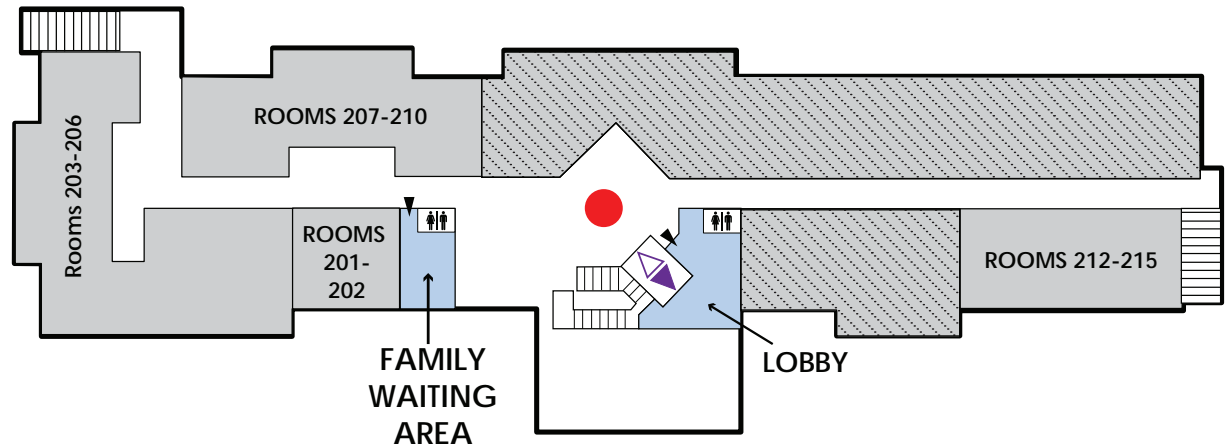 ROOMS 207-210
Rooms 203-206
ROOMS
201-
202
ROOMS 212-215
FAMILY
WAITING
AREA
LOBBY